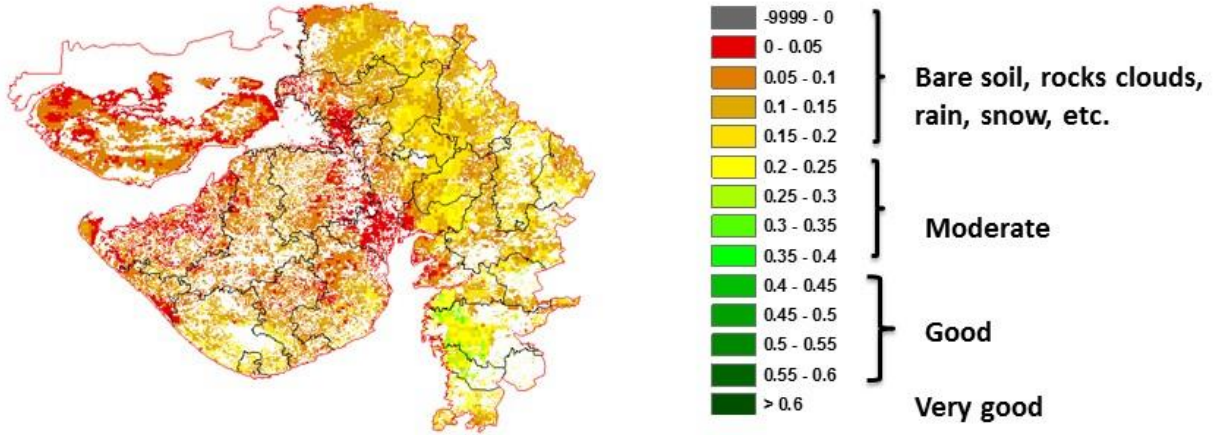 -9999 - 0
0 - 0.05
0.05 - 0.1
0.1 - 0.15
0.15 - 0.2
0.2 - 0.25
0.25 - 0.3
0.3 - 0.35
0.35 - 0.4
0.4 - 0.45
0.45 - 0.5
0.5 - 0.55
0.55 - 0.6
> 0.6
Bare soil, rocks clouds,
rain, snow, etc.
Moderate
Good
Very good